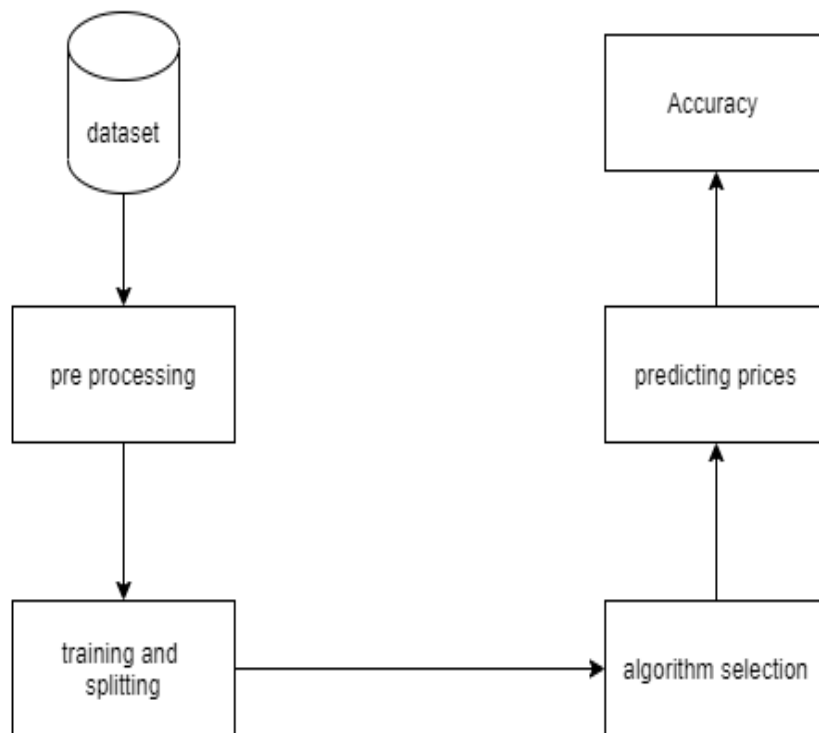 dataset
pre processing
training and
splitting
algorithm selection
predicting prices
Accuracy